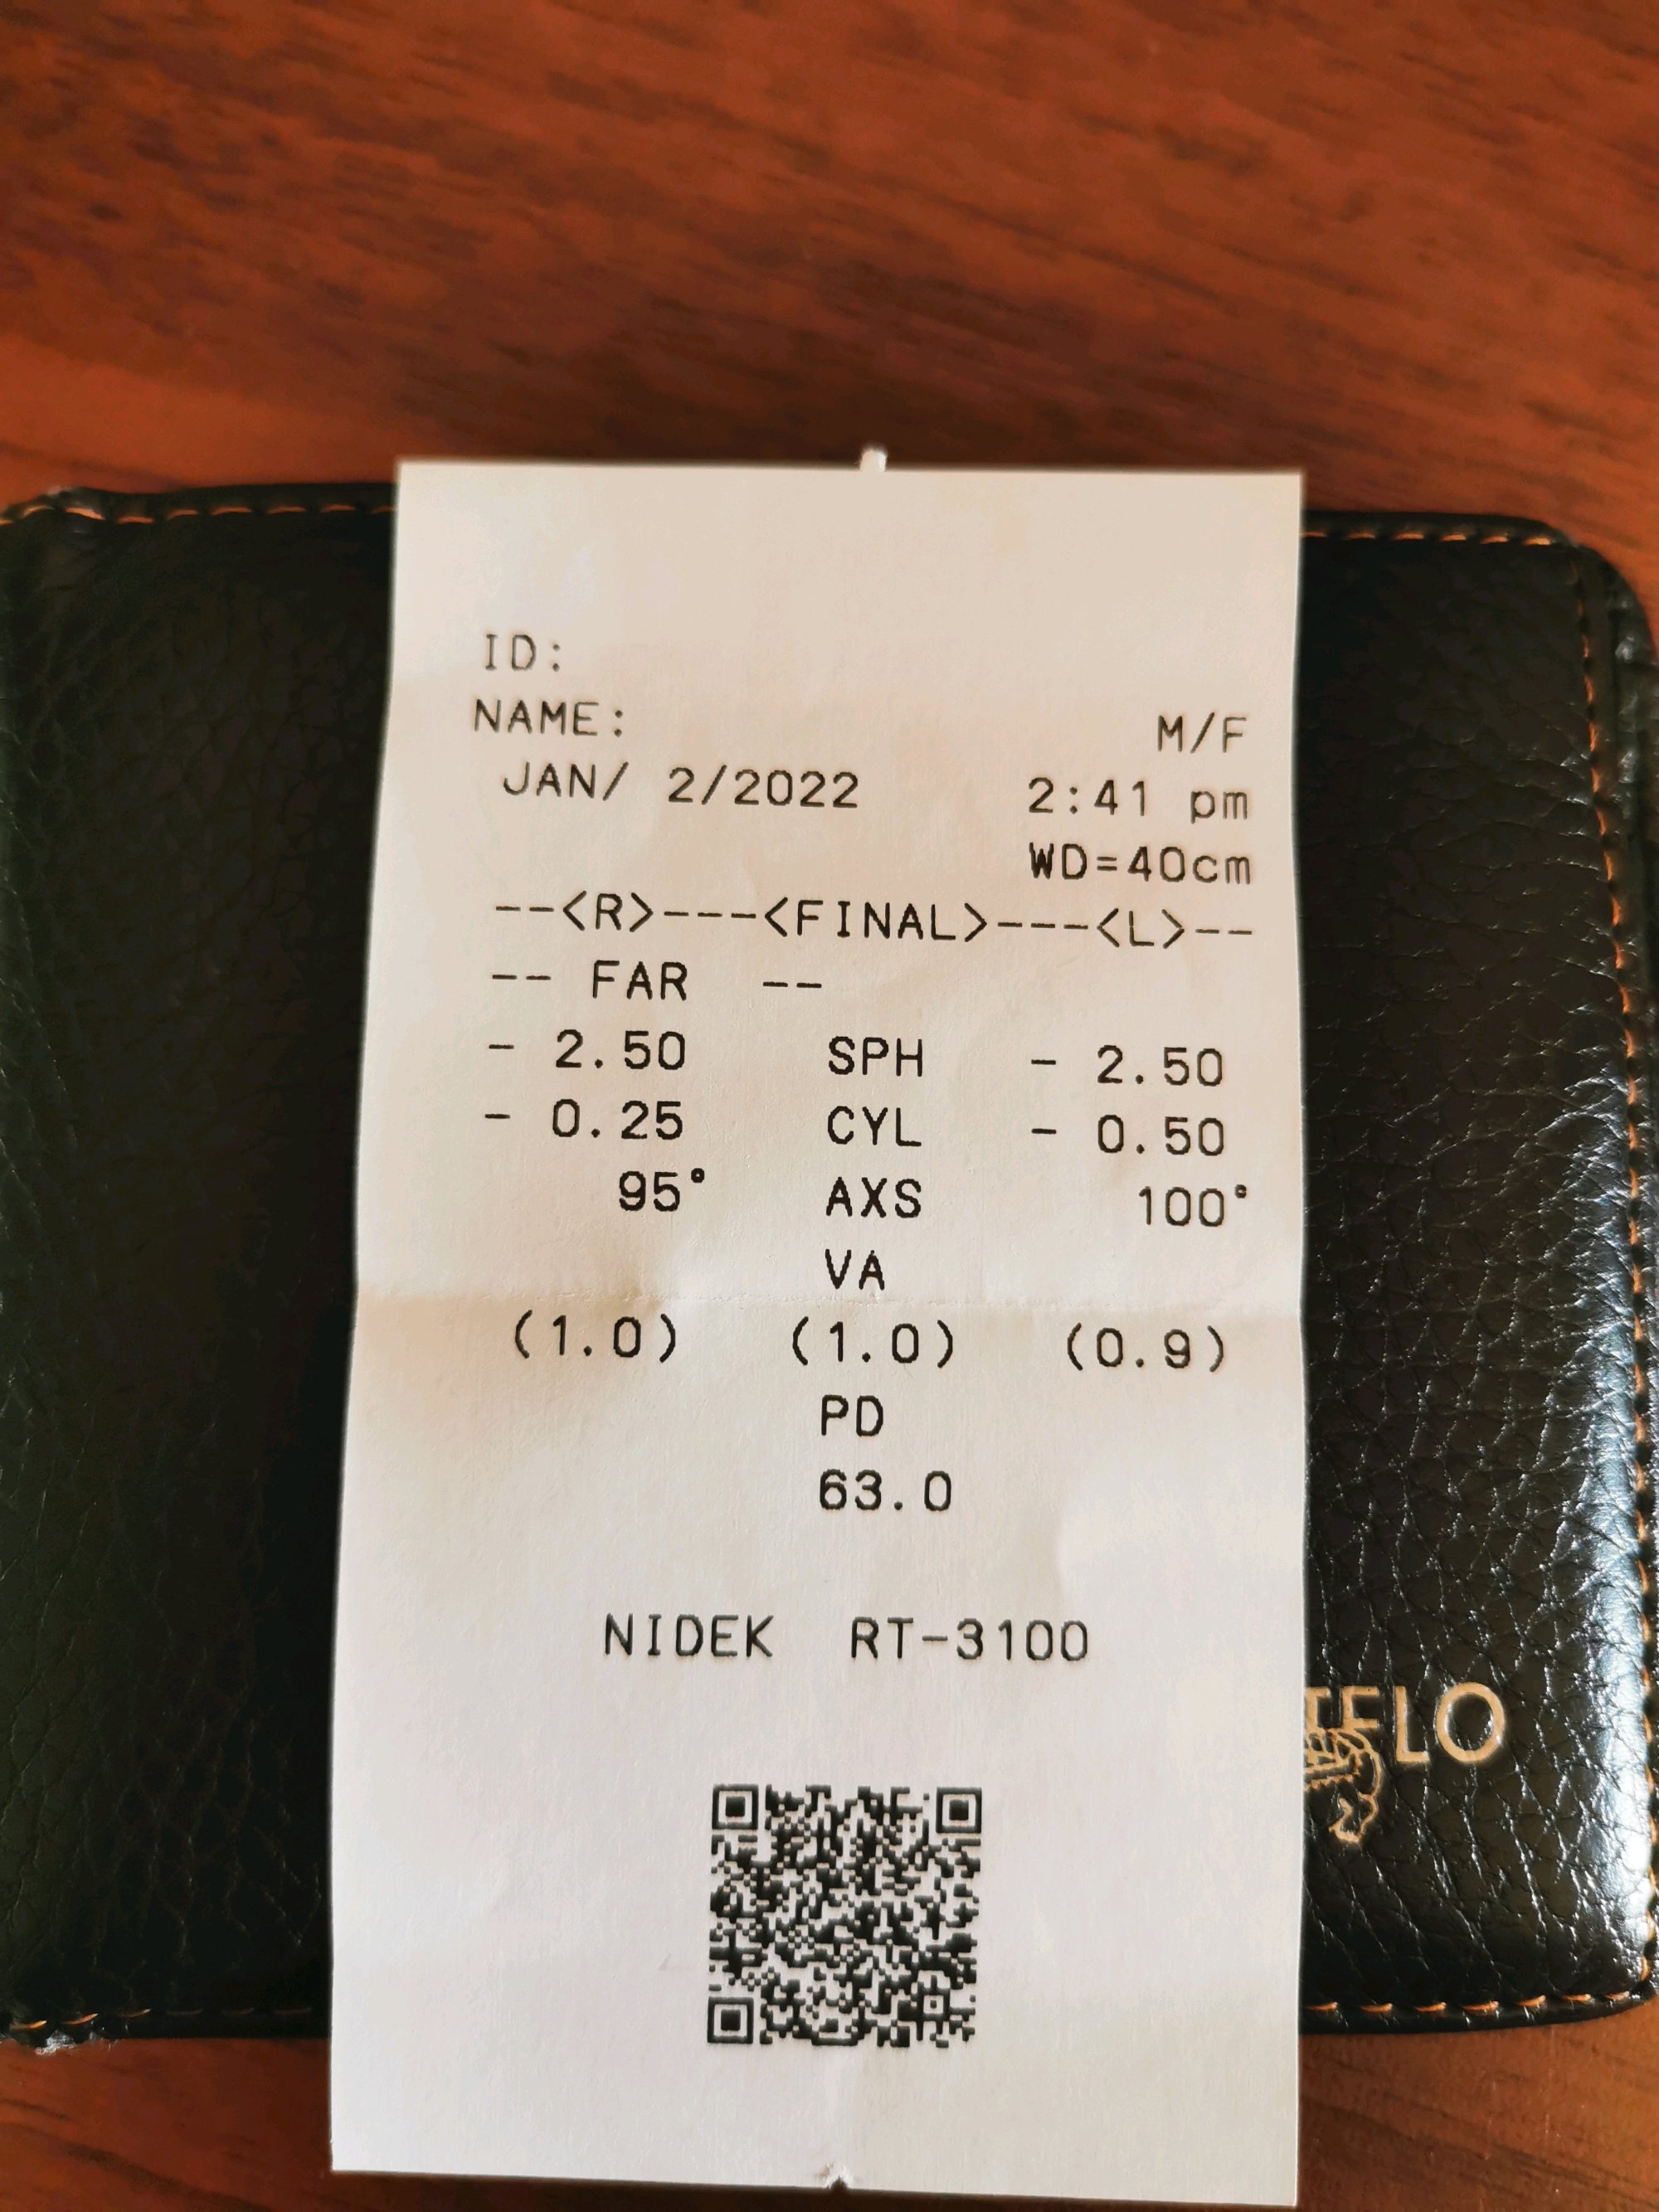 ID:
NAME: M/F
JAN/ 2/2022 2:41 pm
WD=40cm
--<R>---<FINAL>---<L>--
-- FAR --
- 2.50 SPH - 2.50
- 0.25 CYL - 0.50
95° AXS 100°
VA
(1.0) (1.0) (0.9)
PD
63.0
NIDEK RT-3100